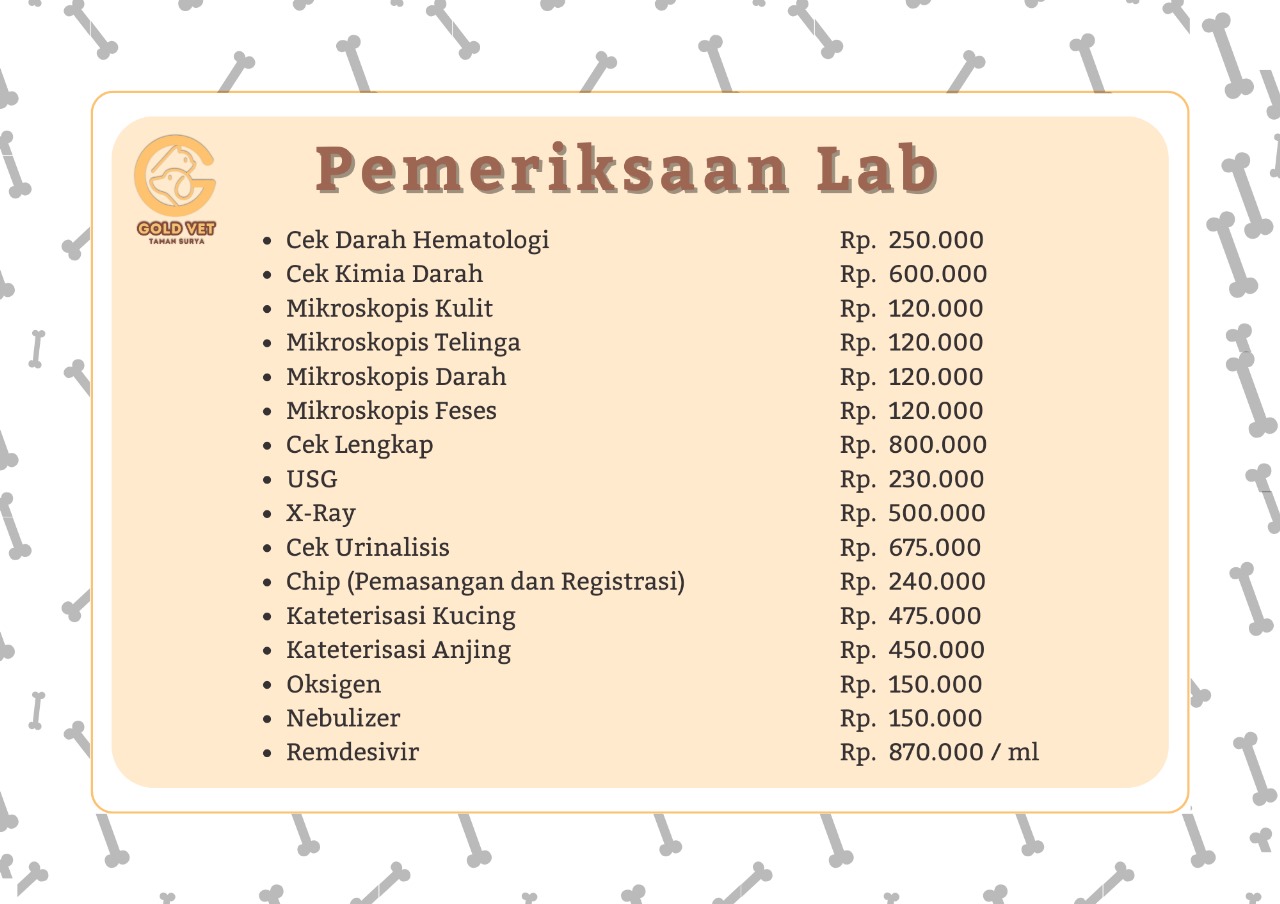 Pemeriksaan Lab
GOLD VET
TAMAN SURYA
• Cek Darah Hematologi Rp. 250.000
• Cek Kimia Darah Rp. 600.000
• Mikroskopis Kulit Rp. 120.000
• Mikroskopis Telinga Rp. 120.000
• Mikroskopis Darah Rp. 120.000
• Mikroskopis Feses Rp. 120.000
• Cek Lengkap Rp. 800.000
• USG Rp. 230.000
• X-Ray Rp. 500.000
• Cek Urinalisis Rp. 675.000
• Chip (Pemasangan dan Registrasi) Rp. 240.000
• Kateterisasi Kucing Rp. 475.000
• Kateterisasi Anjing Rp. 450.000
• Oksigen Rp. 150.000
• Nebulizer Rp. 150.000
• Remdesivir Rp. 870.000 / ml